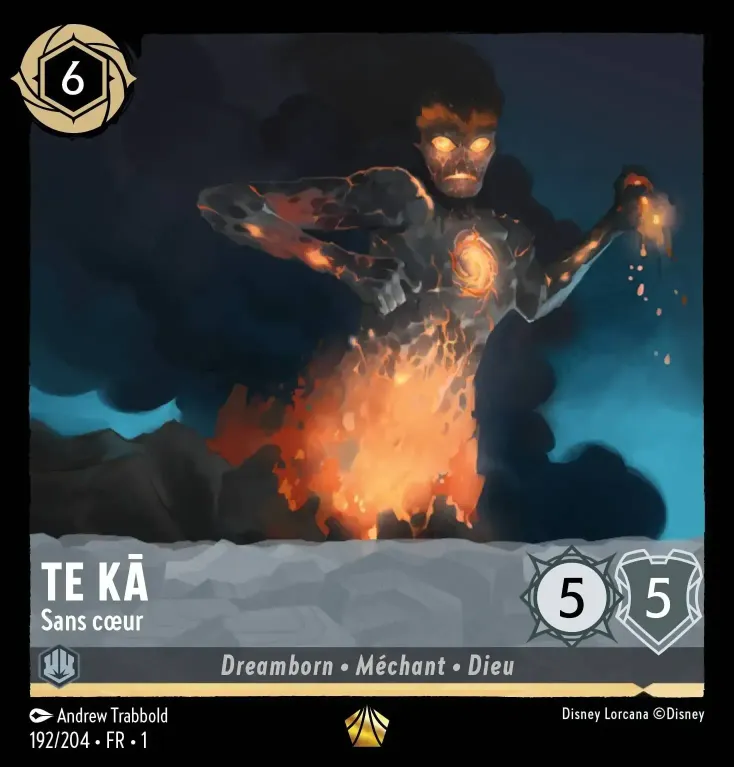 6
TE KĀ
Sans cœur
5
5
Dreamborn • Méchant • Dieu
Andrew Trabbold
Disney Lorcana ©Disney
192/204 • FR • 1